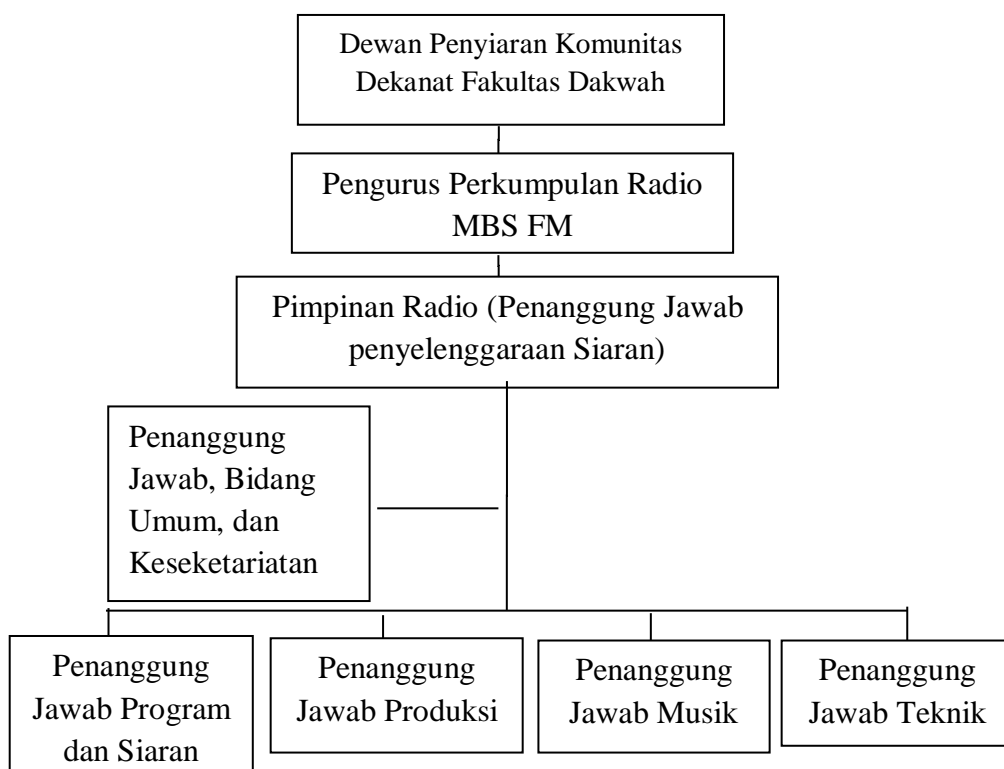 Dewan Penyiaran Komunitas
Dekanat Fakultas Dakwah
Pengurus Perkumpulan Radio
MBS FM
Pimpinan Radio (Penanggung Jawab
penyelenggaraan Siaran)
Penanggung
Jawab, Bidang
Umum, dan
Keseketariatan
Penanggung
Jawab Program
dan Siaran
Penanggung
Jawab Produksi
Penanggung
Jawab Musik
Penanggung
Jawab Teknik